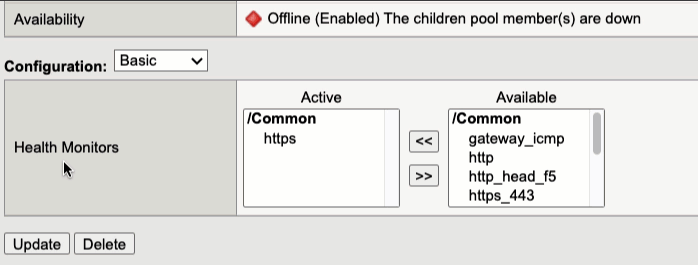 Availability
Offline (Enabled) The children pool member(s) are down
Configuration: Basic
Health Monitors
Active
/Common
https
<<
>>
Available
/Common
gateway_icmp
http
http_head_f5
https_443
Update Delete